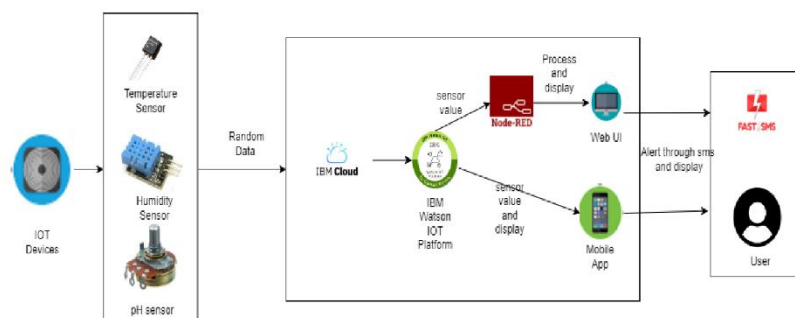 IOT
Devices
Temperature
Sensor
Humidity
Sensor
pH sensor
Random
Data
IBM Cloud
IBM
Watson
IOT
Platform
sensor
value
Node-RED
Process
and
display
Web UI
sensor
value
and
display
Mobile
App
Alert through sms
and display
FAST2SMS
User